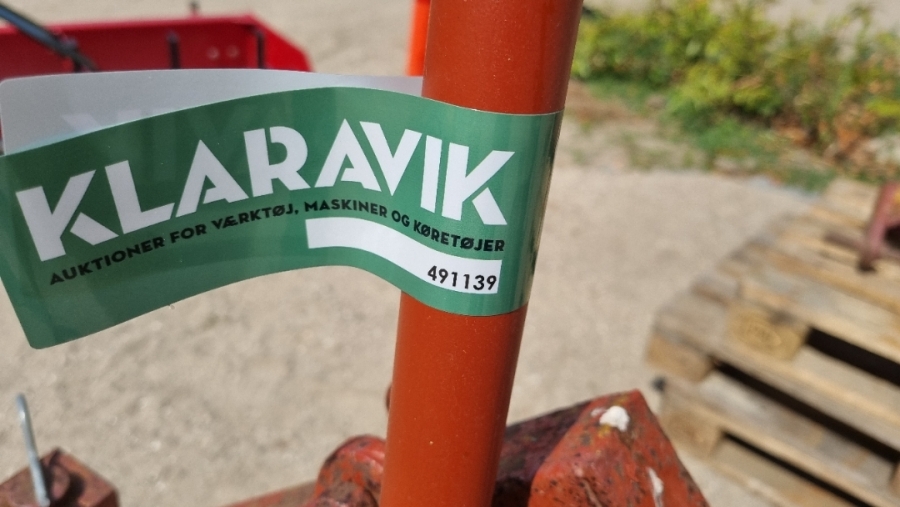 KLARAVIK
AUKTIONER FOR VÆRKTØJ, MASKINER OG KØRETØJER
491139